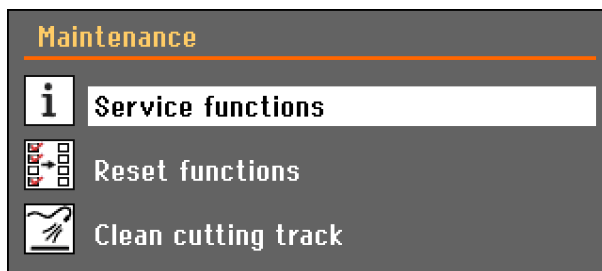 Maintenance
Service functions
Reset functions
Clean cutting track